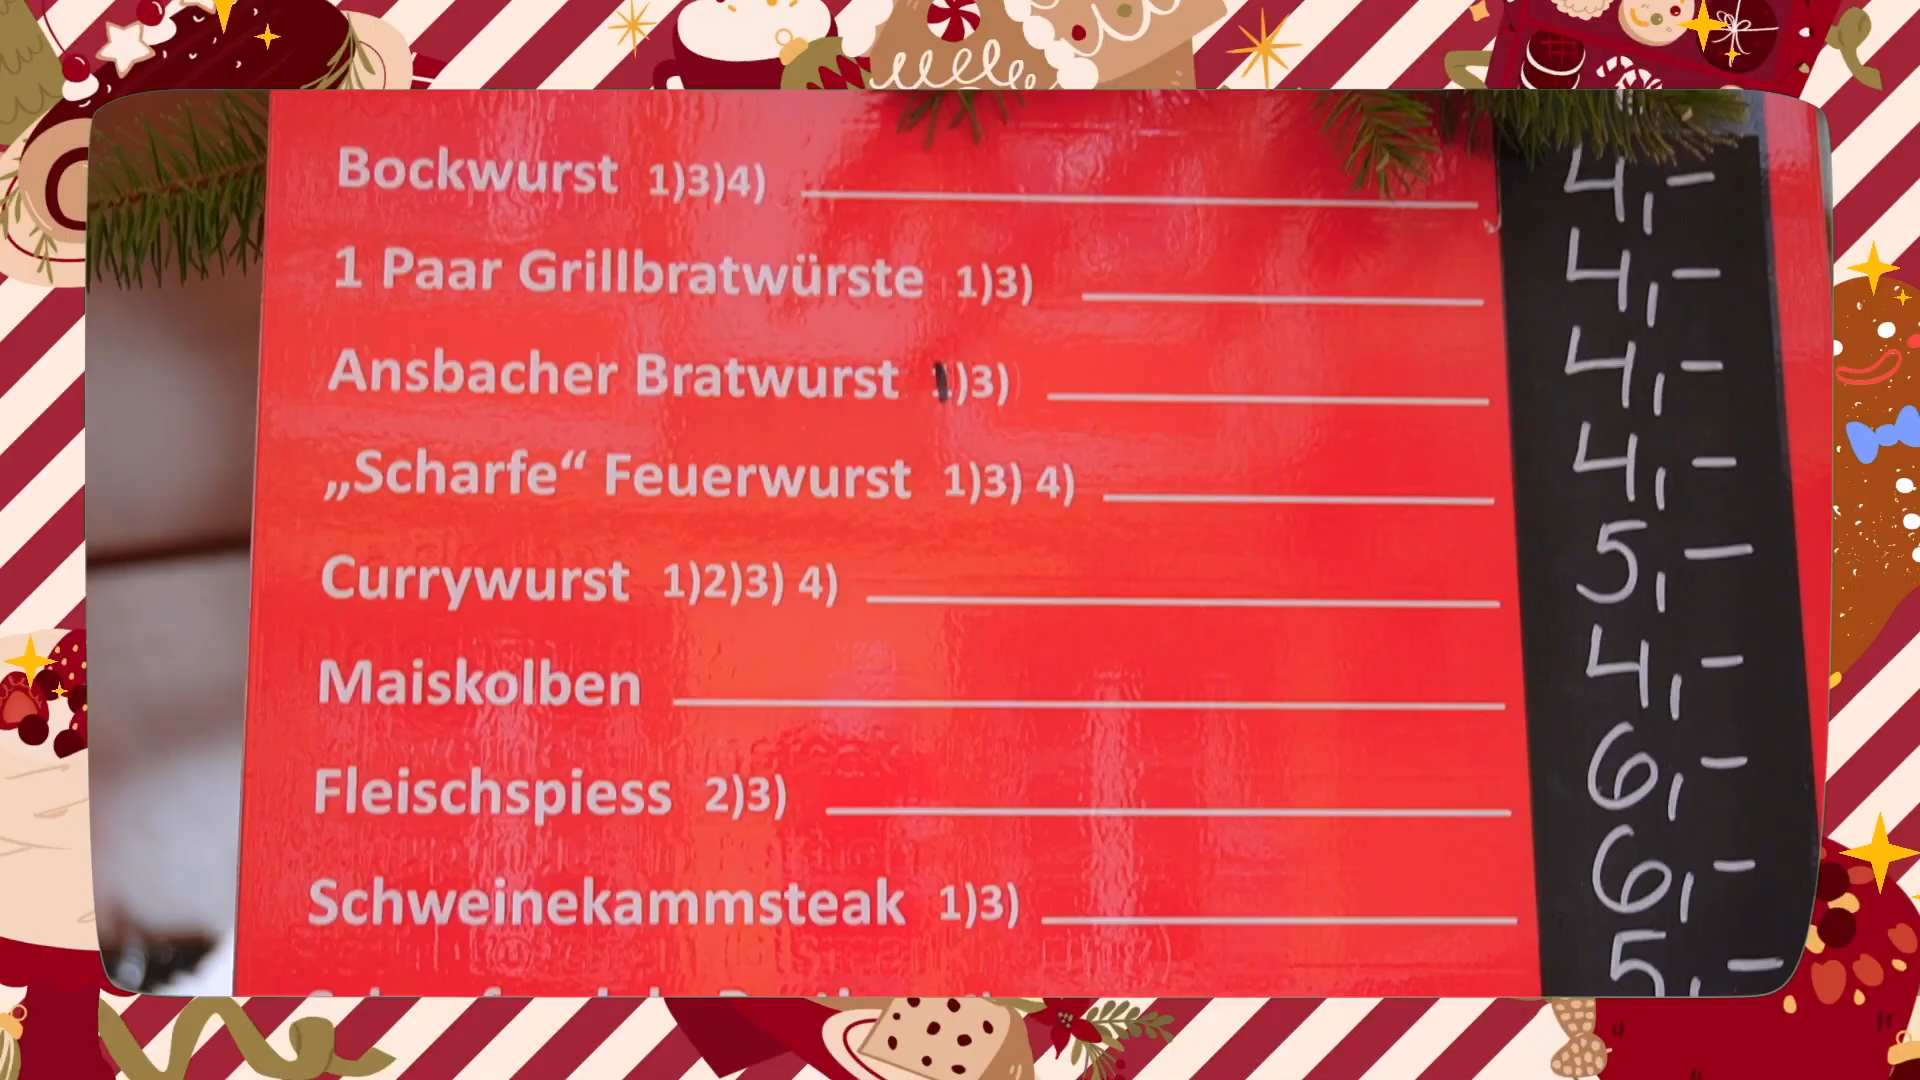 Bockwurst 1)3)4) 4,-
1 Paar Grillbratwürste 1)3) 4,-
Ansbacher Bratwurst 1)3) 4,-
„Scharfe“ Feuerwurst 1)3) 4) 4,-
Currywurst 1)2)3) 4) 5,-
Maiskolben 4,-
Fleischspiess 2)3) 6,-
Schweinekammsteak 1)3) 6,-
5,-